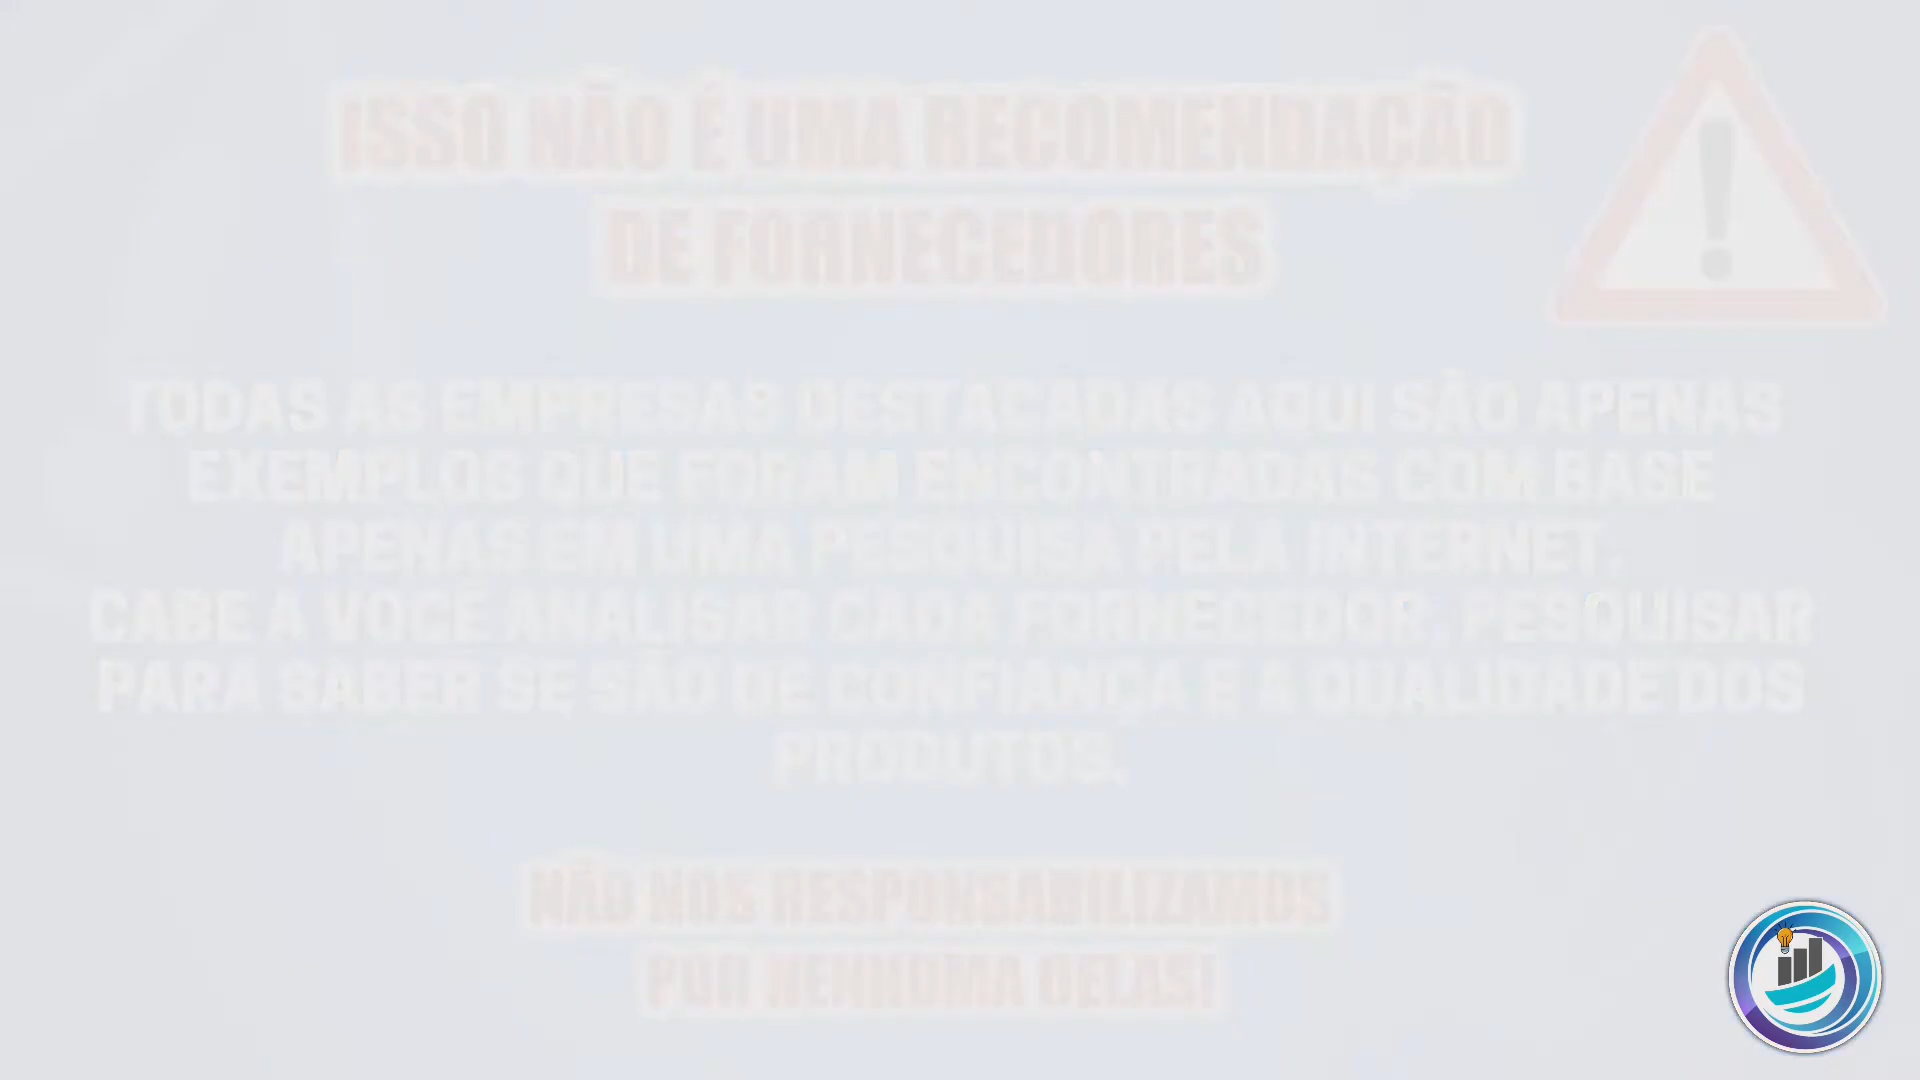 ISSO NÃO É UMA RECOMENDAÇÃO
DE FORNECEDORES
TODAS AS EMPRESAS DESTACADAS AQUI SÃO APENAS
EXEMPLOS QUE FORAM ENCONTRADAS COM BASE
APENAS EM UMA PESQUISA PELA INTERNET.
CABE A VOCÊ ANALISAR CADA FORNECEDOR, PESQUISAR
PARA SABER SE SÃO DE CONFIANÇA E A QUALIDADE DOS
PRODUTOS.
NÃO NOS RESPONSABILIZAMOS
POR NENHUMA DELAS!